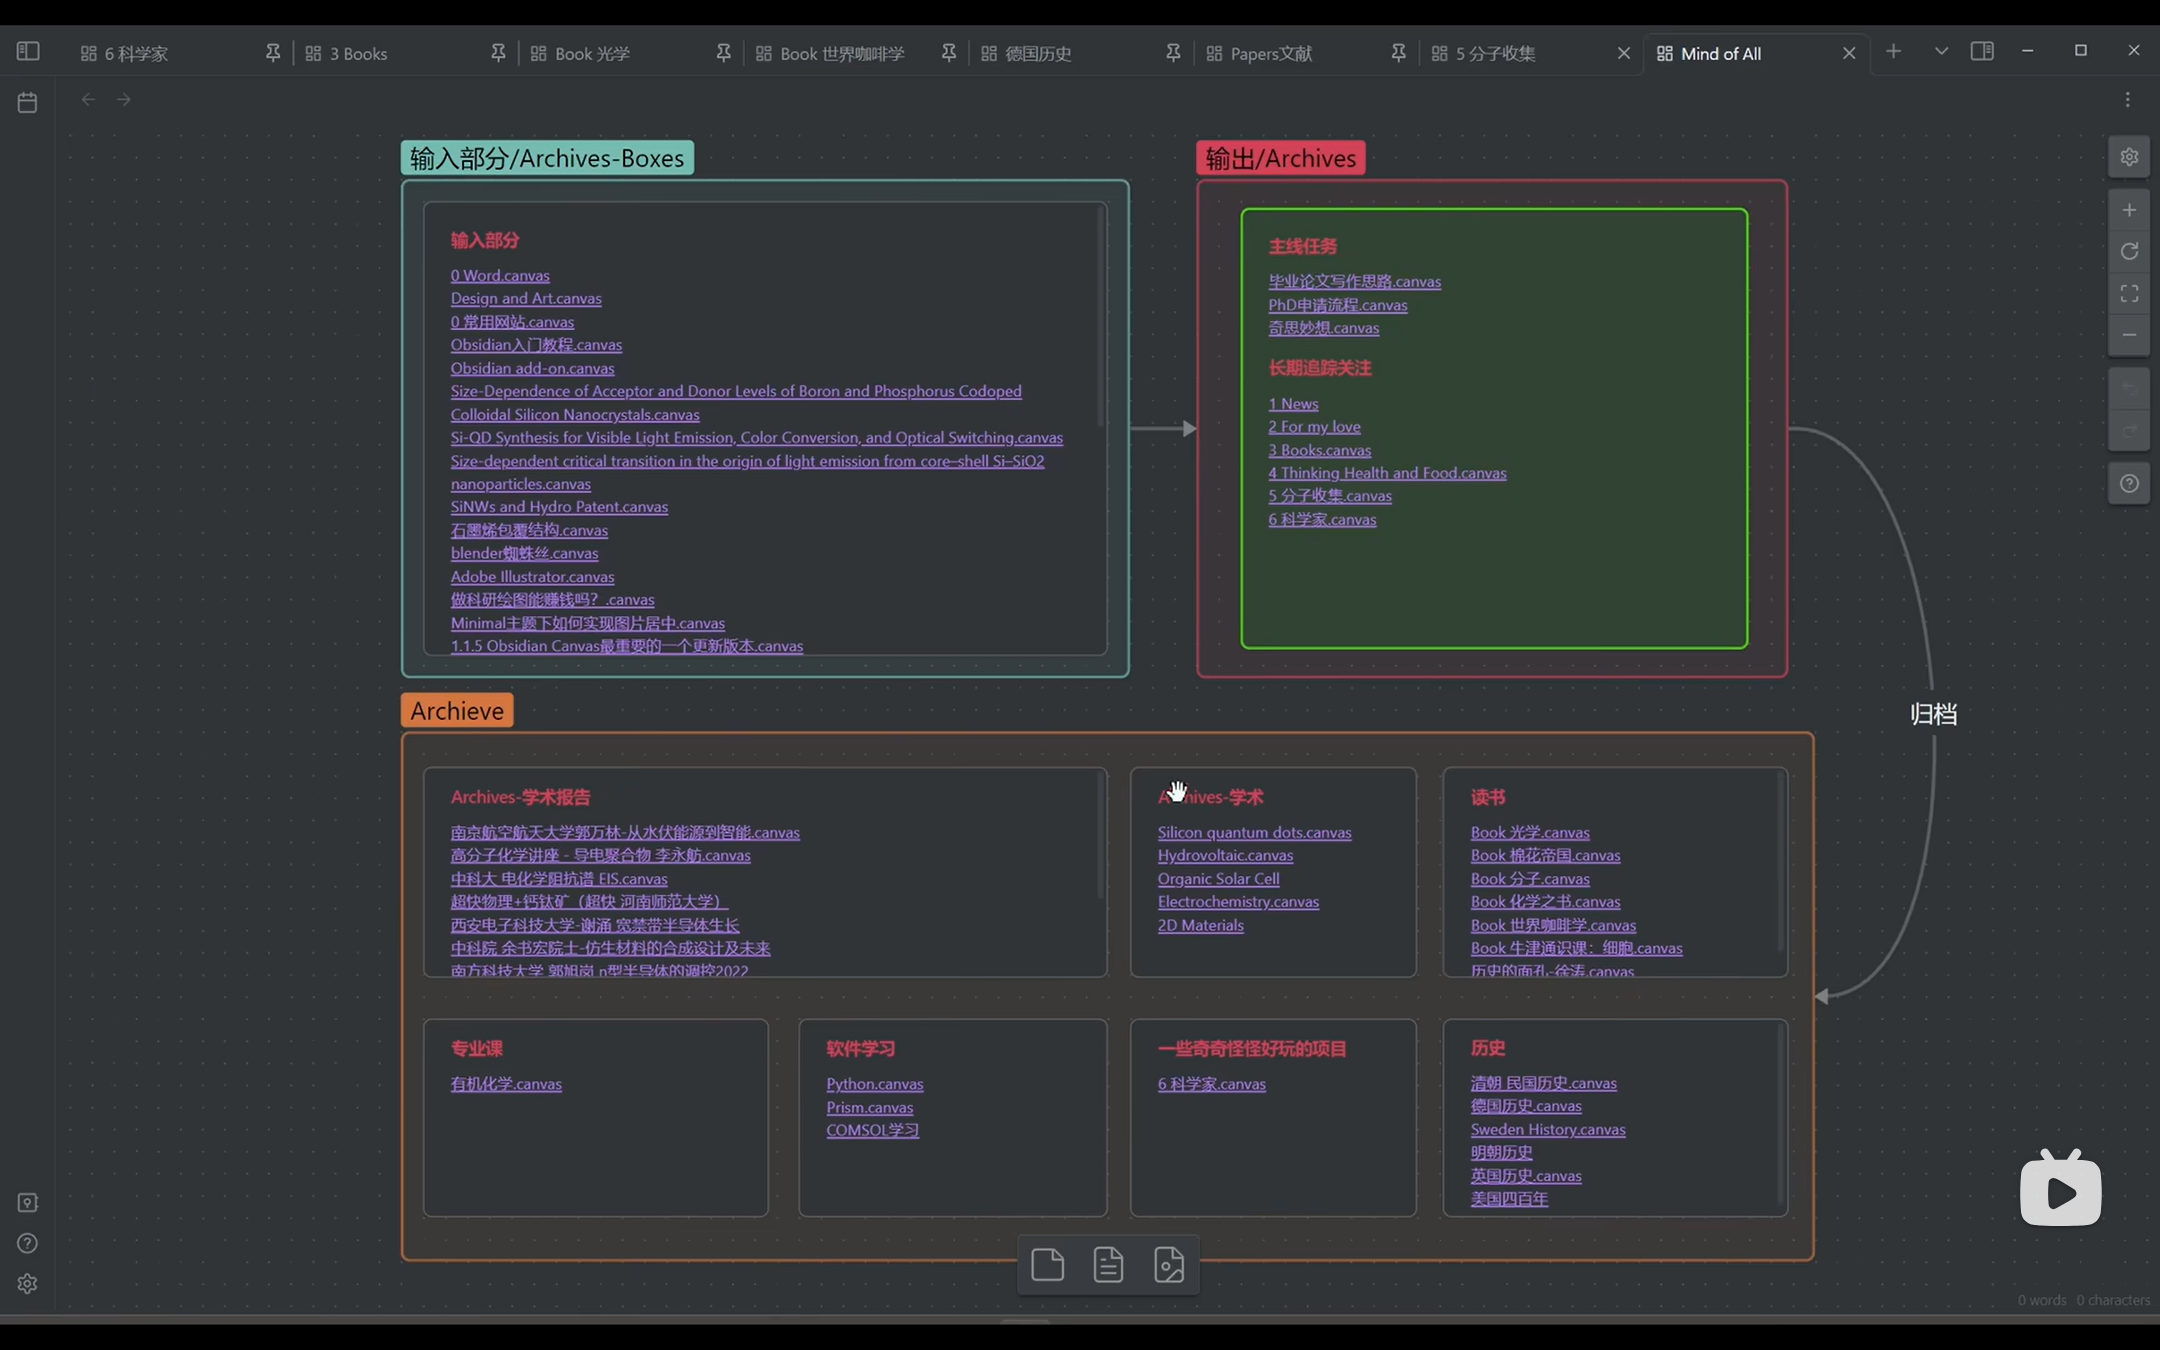 6 科学家
3 Books
Book 光学
Book 世界咖啡学
德国历史
Papers文献
5 分子收集
Mind of All
输入部分/Archives-Boxes
输入部分
0 Word.canvas
Design and Art.canvas
0 常用网站.canvas
Obsidian入门教程.canvas
Obsidian add-on.canvas
Size-Dependence of Acceptor and Donor Levels of Boron and Phosphorus Codoped
Colloidal Silicon Nanocrystals.canvas
Si-QD Synthesis for Visible Light Emission, Color Conversion, and Optical Switching.canvas
Size-dependent critical transition in the origin of light emission from core–shell Si–SiO2
nanoparticles.canvas
SiNWs and Hydro Patent.canvas
石墨烯包覆结构.canvas
blender蜘蛛丝.canvas
Adobe Illustrator.canvas
做科研绘图能赚钱吗？.canvas
Minimal主题下如何实现图片居中.canvas
1.1.5 Obsidian Canvas最重要的一个更新版本.canvas
输出/Archives
主线任务
毕业论文写作思路.canvas
PhD申请流程.canvas
奇思妙想.canvas
长期追踪关注
1 News
2 For my love
3 Books.canvas
4 Thinking Health and Food.canvas
5 分子收集.canvas
6 科学家.canvas
归档
Archieve
Archives-学术报告
南京航空航天大学郭万林-从水伏能源到智能.canvas
高分子化学讲座 - 导电聚合物 李永舫.canvas
中科大 电化学阻抗谱 EIS.canvas
超快物理+钙钛矿（超快 河南师范大学）
西安电子科技大学-谢涌 宽禁带半导体生长
中科院 余书宏院士-仿生材料的合成设计及未来
南方科技大学 郭旭岗 n型半导体的调控2022
Archives-学术
Silicon quantum dots.canvas
Hydrovoltaic.canvas
Organic Solar Cell
Electrochemistry.canvas
2D Materials
读书
Book 光学.canvas
Book 棉花帝国.canvas
Book 分子.canvas
Book 化学之书.canvas
Book 世界咖啡学.canvas
Book 牛津通识课：细胞.canvas
历史的面孔-徐涛.canvas
专业课
有机化学.canvas
软件学习
Python.canvas
Prism.canvas
COMSOL学习
一些奇奇怪怪好玩的项目
6 科学家.canvas
历史
清朝 民国历史.canvas
德国历史.canvas
Sweden History.canvas
明朝历史
英国历史.canvas
美国四百年
0 words 0 characters